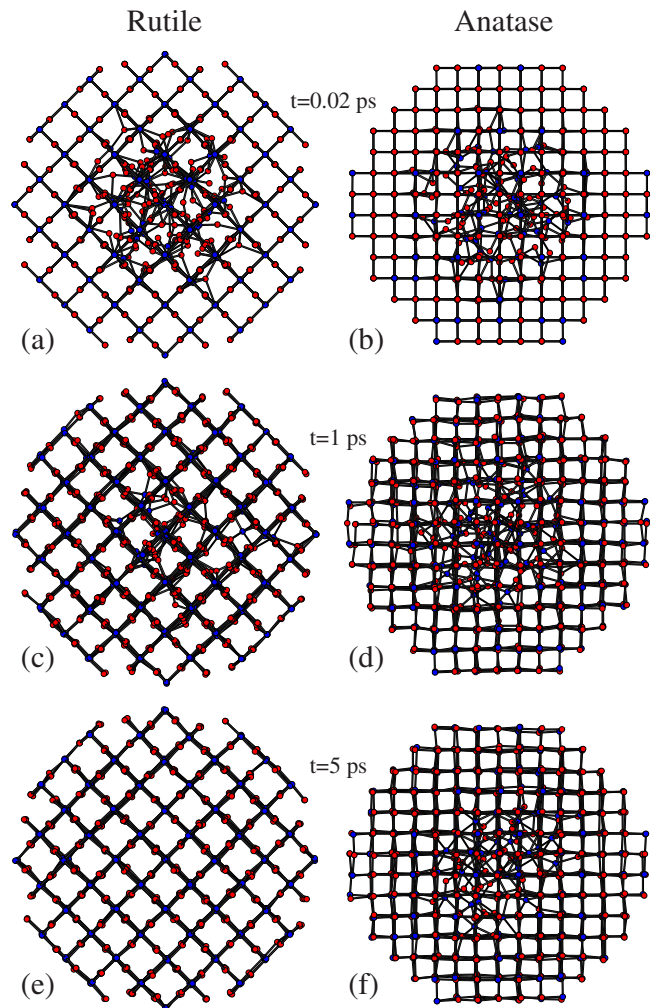 Rutile
Anatase
t=0.02 ps
(a)
(b)
t=1 ps
(c)
(d)
t=5 ps
(e)
(f)